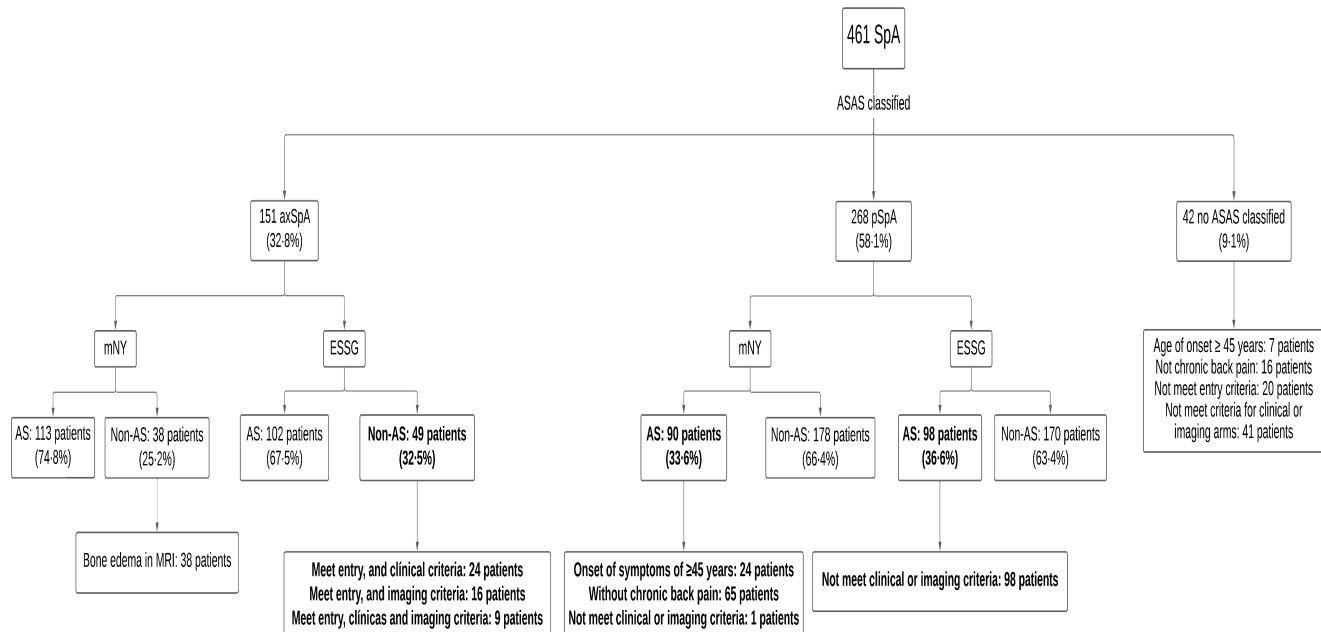 461 SpA
ASAS classified
151 axSpA
(32·8%)
268 pSpA
(58·1%)
42 no ASAS classified
(9·1%)
mNY
ESSG
mNY
ESSG
Age of onset ≥ 45 years: 7 patients
Not chronic back pain: 16 patients
Not meet entry criteria: 20 patients
Not meet criteria for clinical or
imaging arms: 41 patients
AS: 113 patients
(74·8%)
Non-AS: 38 patients
(25·2%)
AS: 102 patients
(67·5%)
Non-AS: 49 patients
(32·5%)
AS: 90 patients
(33·6%)
Non-AS: 178 patients
(66·4%)
AS: 98 patients
(36·6%)
Non-AS: 170 patients
(63·4%)
Bone edema in MRI: 38 patients
Meet entry, and clínical criteria: 24 patients
Meet entry, and imaging criteria: 16 patients
Meet entry, clínicas and imaging criteria: 9 patients
Onset of symptoms of ≥45 years: 24 patients
Without chronic back pain: 65 patients
Not meet clinical or imaging criteria: 1 patients
Not meet clinical or imaging criteria: 98 patients